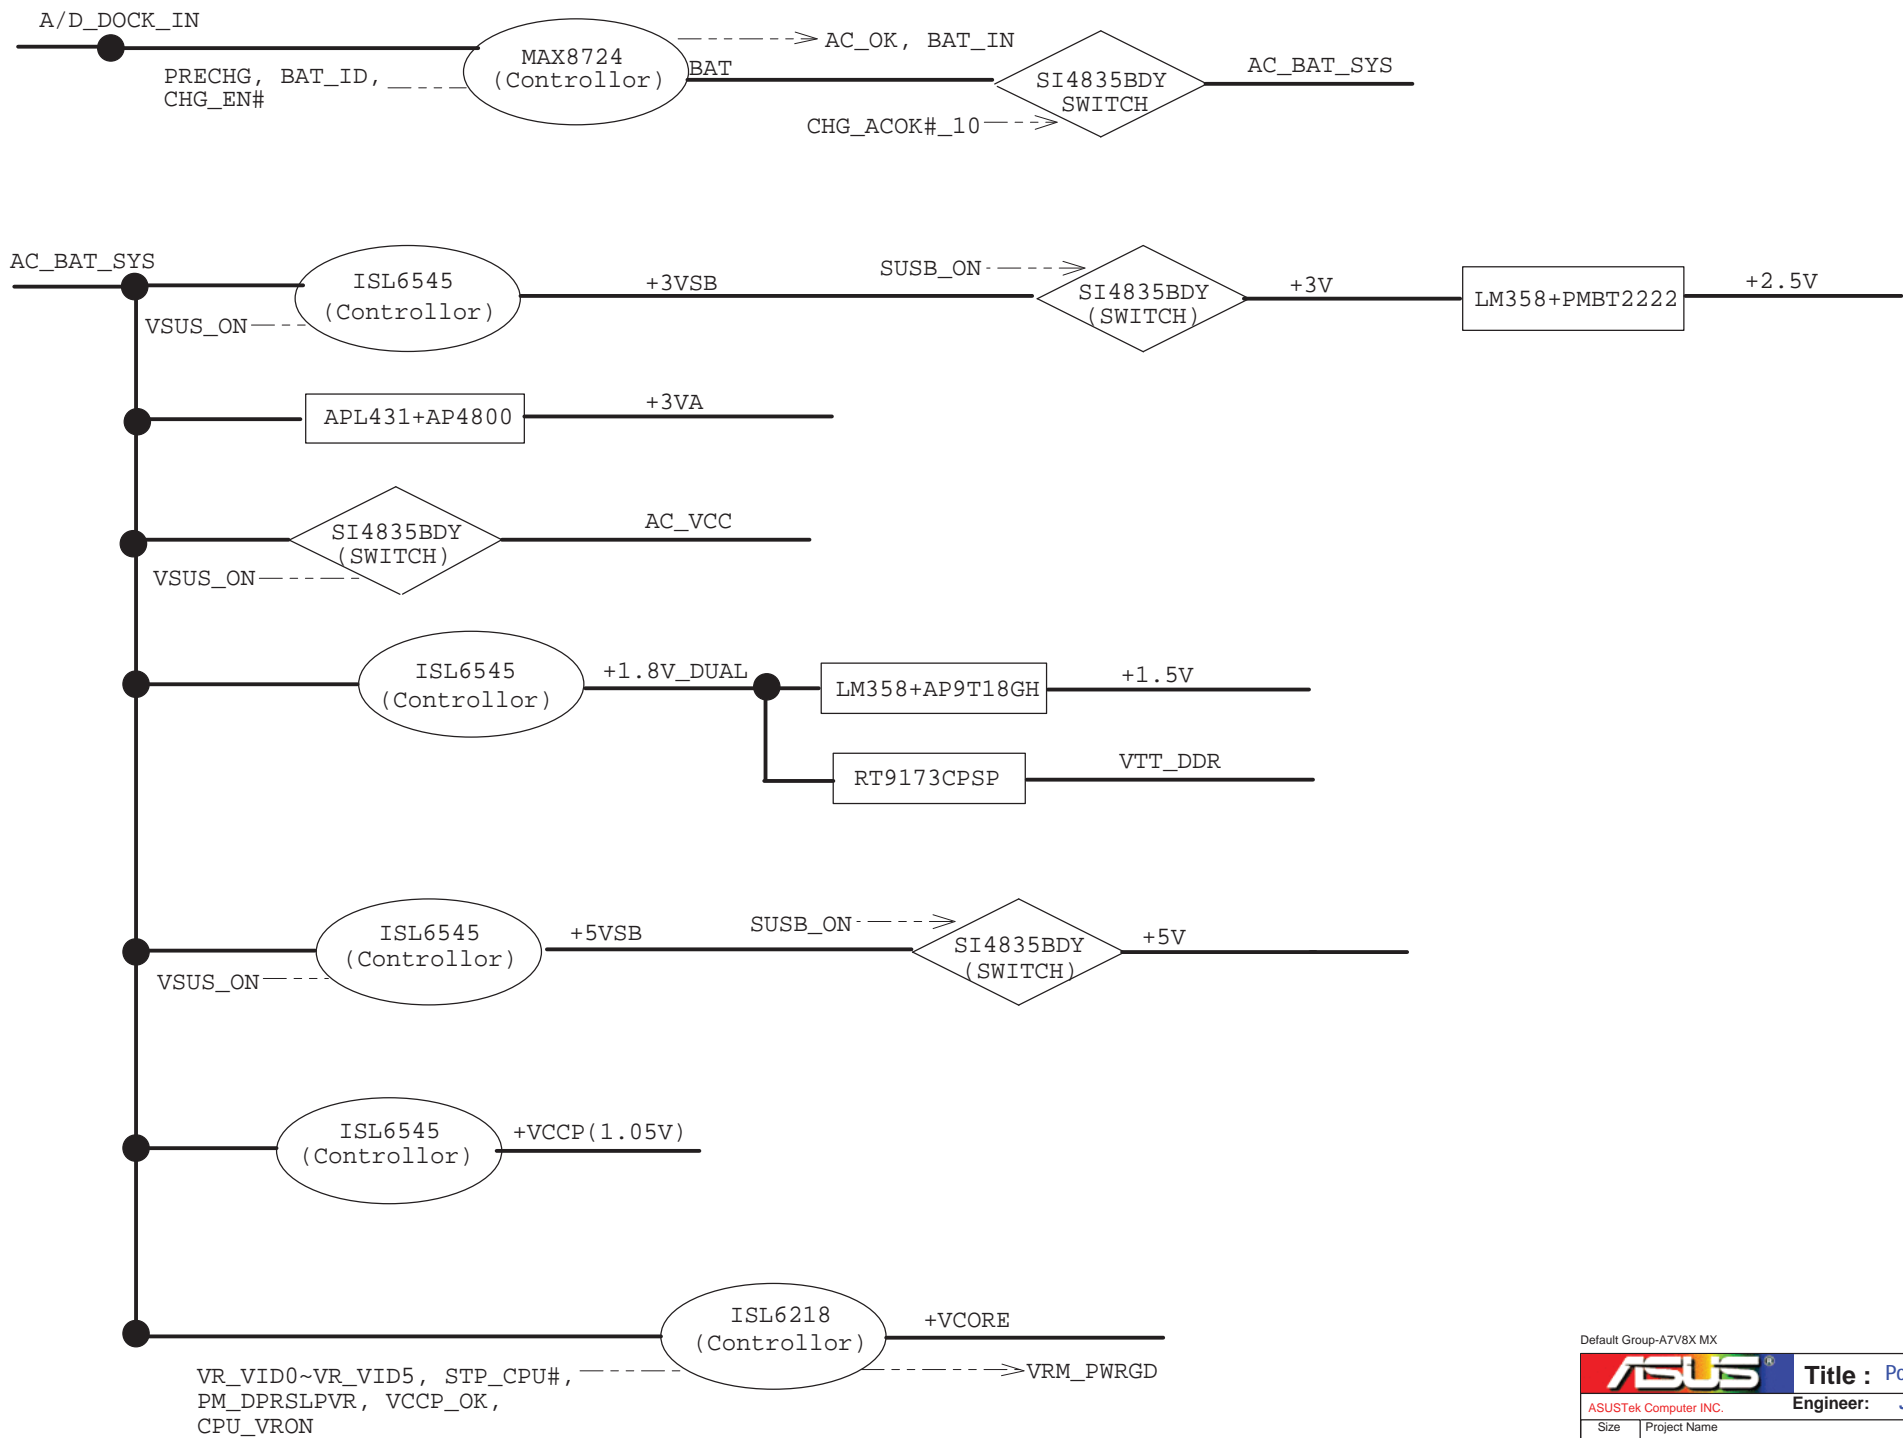 A/D_DOCK_IN
MAX8724
(Controllor)
AC_OK, BAT_IN
BAT
PRECHG, BAT_ID,
CHG_EN#
SI4835BDY
SWITCH
AC_BAT_SYS
CHG_ACOK#_10
AC_BAT_SYS
ISL6545
(Controllor)
VSUS_ON
+3VSB
SUSB_ON
SI4835BDY
(SWITCH)
+3V
LM358+PMBT2222
+2.5V
APL431+AP4800
+3VA
SI4835BDY
(SWITCH)
AC_VCC
VSUS_ON
ISL6545
(Controllor)
+1.8V_DUAL
LM358+AP9T18GH
+1.5V
RT9173CPSP
VTT_DDR
ISL6545
(Controllor)
VSUS_ON
+5VSB
SUSB_ON
SI4835BDY
(SWITCH)
+5V
ISL6545
(Controllor)
+VCCP(1.05V)
ISL6218
(Controllor)
+VCORE
VRM_PWRGD
VR_VID0~VR_VID5, STP_CPU#,
PM_DPRSLPVR, VCCP_OK,
CPU_VRON
Default Group-A7V8X MX
ASUS®
Title :
ASUSTek Computer INC.
Engineer:
Size
Project Name